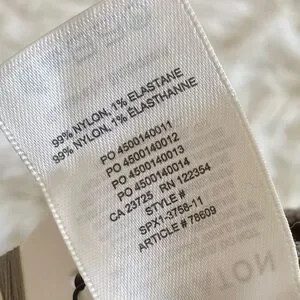 99% NYLON, 1% ELASTANE
99% NYLON, 1% ÉLASTHANNE
PO 4500140011
PO 4500140012
PO 4500140013
PO 4500140014
CA 23725 RN 122354
STYLE #
SPX1-3758-11
ARTICLE # 78609